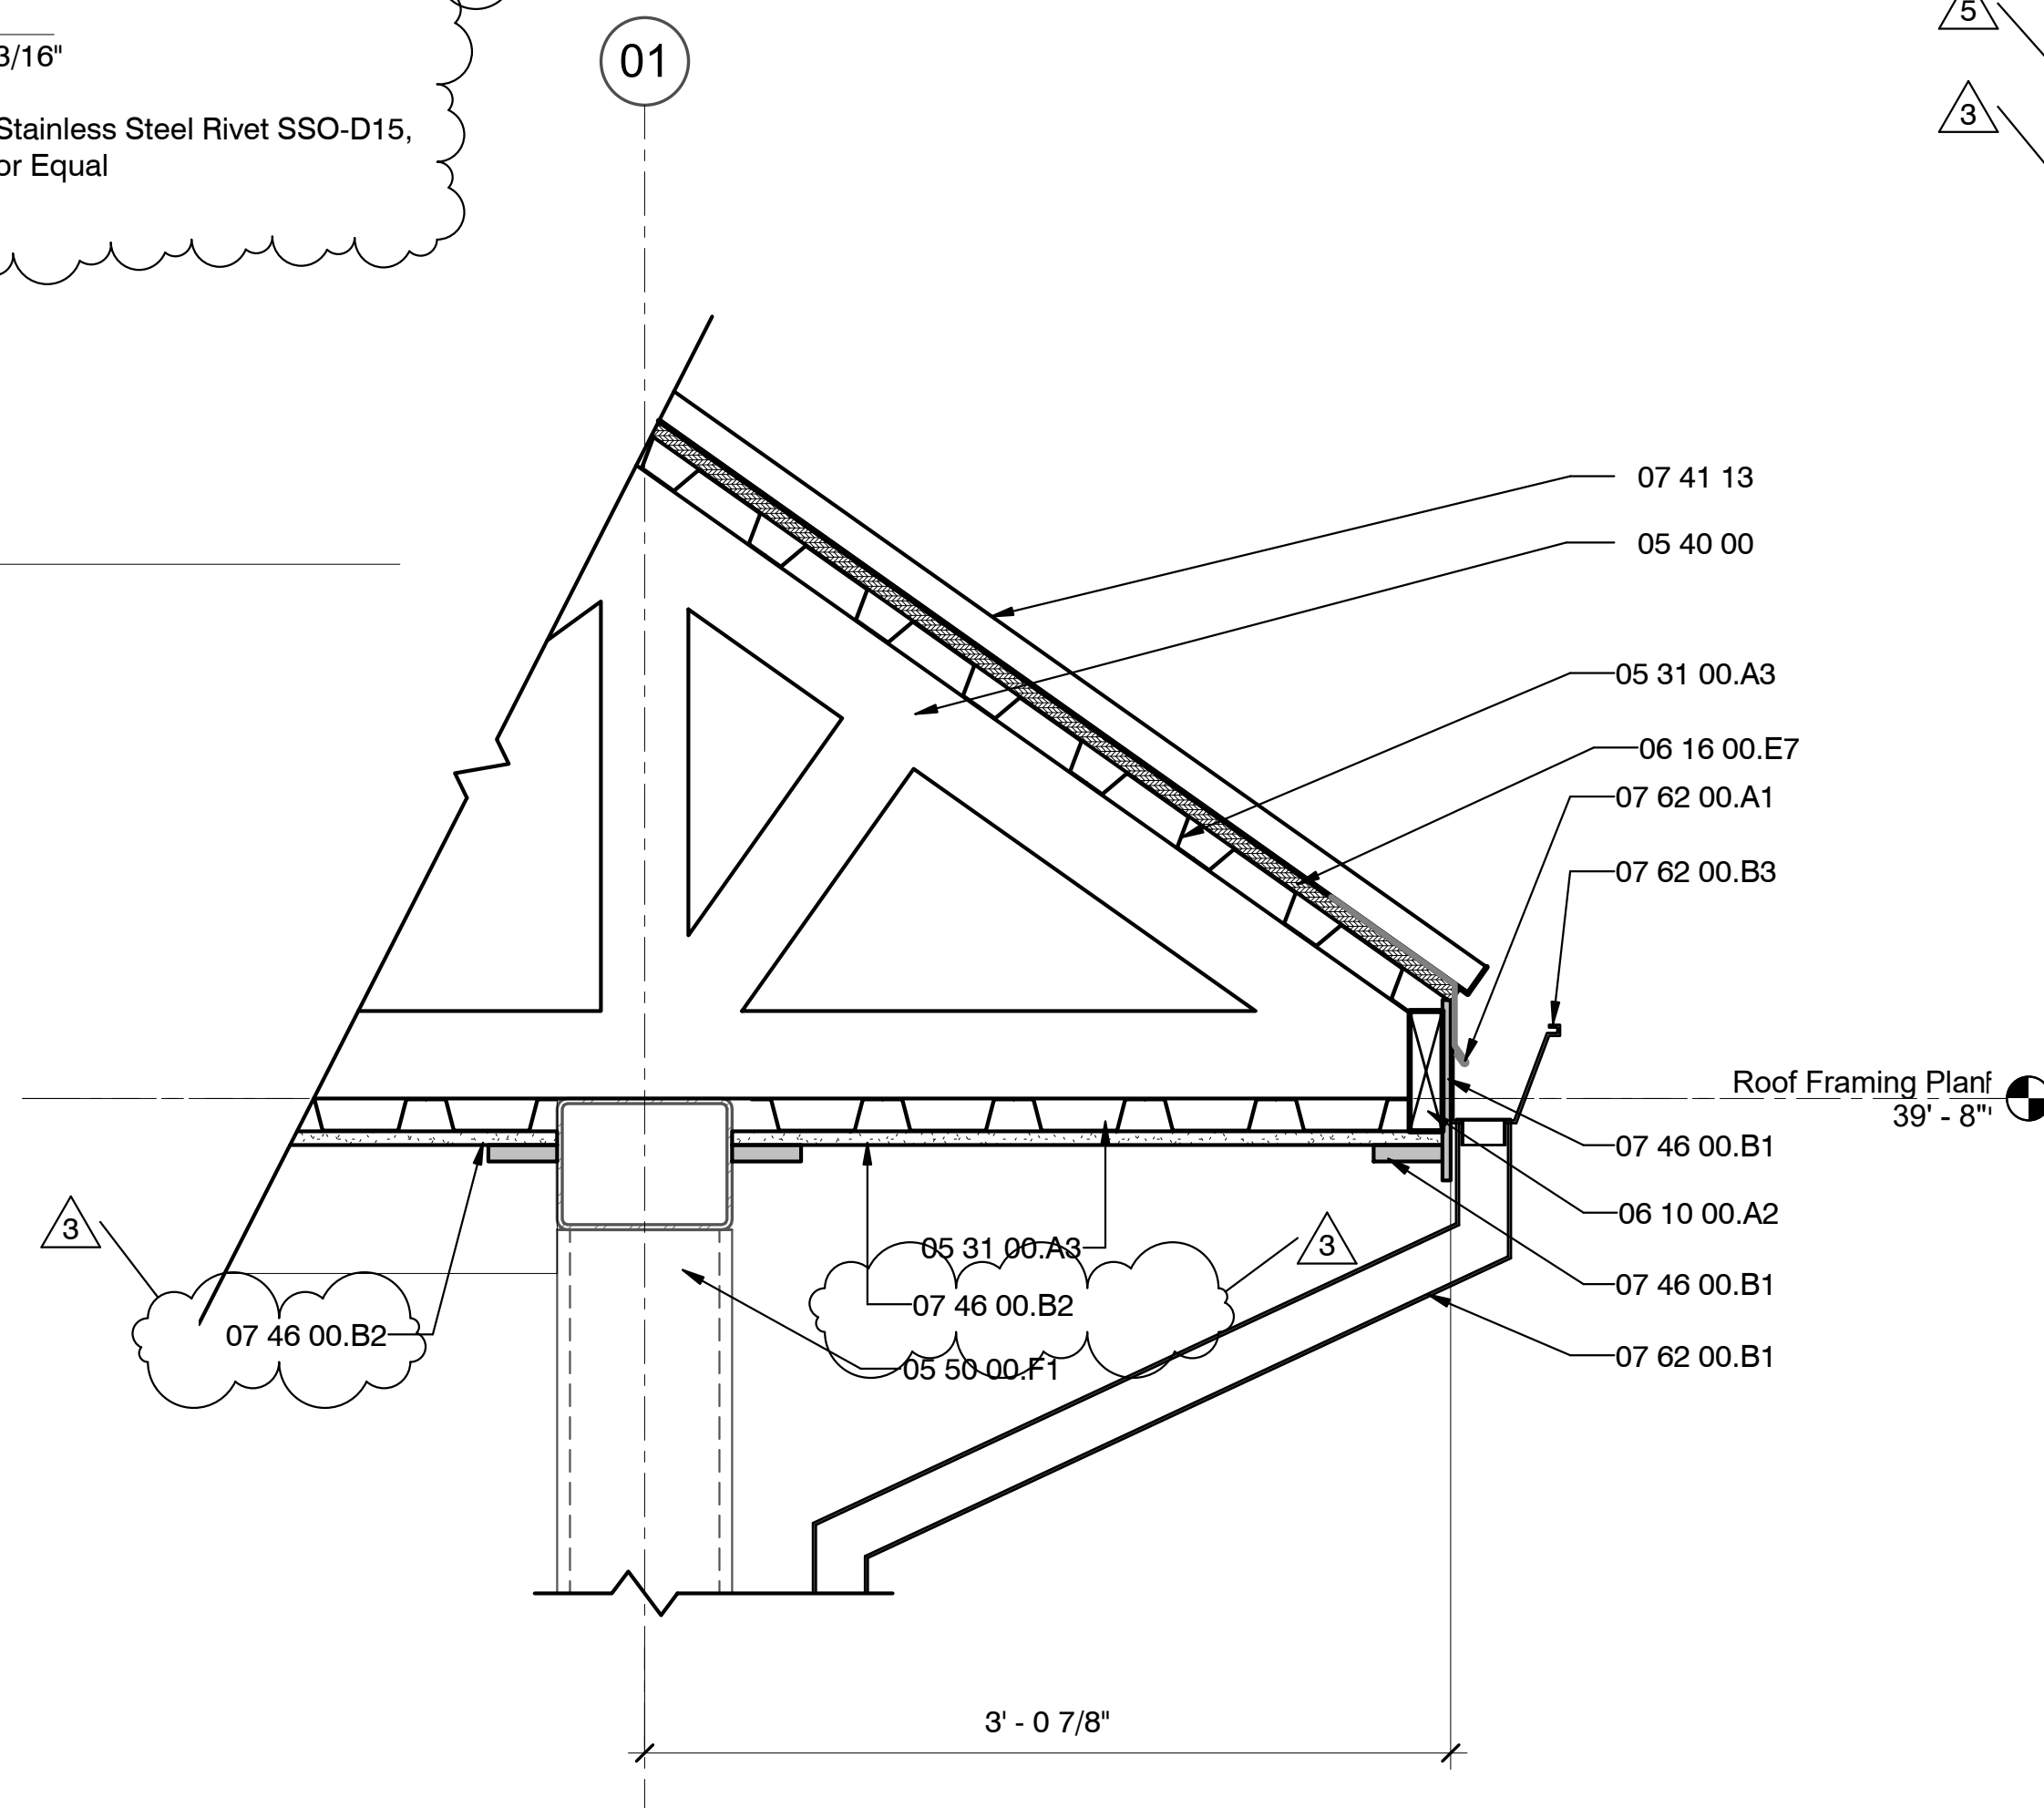 3/16"
Stainless Steel Rivet SSO-D15,
or Equal
01
5
3
07 41 13
05 40 00
05 31 00.A3
06 16 00.E7
07 62 00.A1
07 62 00.B3
Roof Framing Plan
39' - 8"
07 46 00.B1
06 10 00.A2
07 46 00.B1
07 62 00.B1
3
07 46 00.B2
05 31 00.A3
3
07 46 00.B2
05 50 00.F1
3' - 0 7/8"